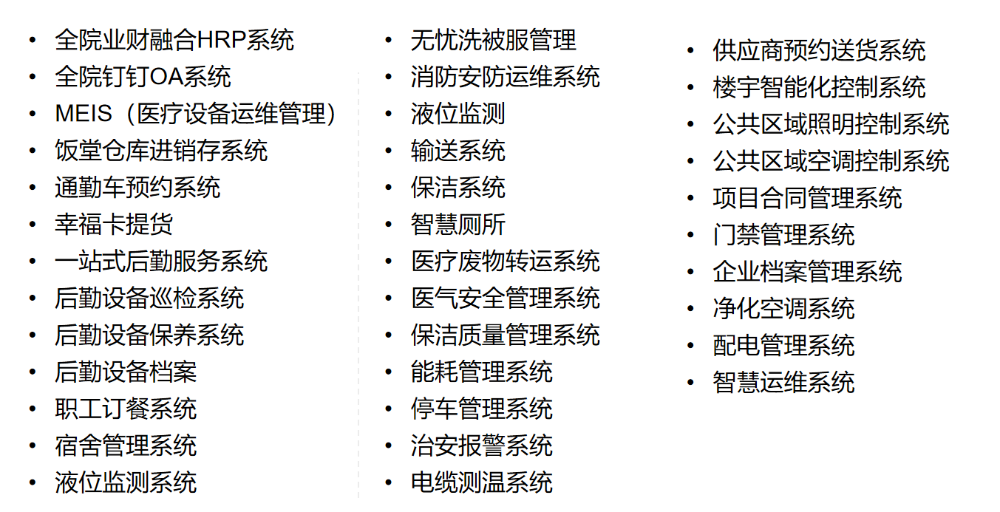 • 全院业财融合HRP系统
• 全院钉钉OA系统
• MEIS（医疗设备运维管理）
• 饭堂仓库进销存系统
• 通勤车预约系统
• 幸福卡提货
• 一站式后勤服务系统
• 后勤设备巡检系统
• 后勤设备保养系统
• 后勤设备档案
• 职工订餐系统
• 宿舍管理系统
• 液位监测系统
• 无忧洗被服管理
• 消防安防运维系统
• 液位监测
• 输送系统
• 保洁系统
• 智慧厕所
• 医疗废物转运系统
• 医气安全管理系统
• 保洁质量管理系统
• 能耗管理系统
• 停车管理系统
• 治安报警系统
• 电缆测温系统
• 供应商预约送货系统
• 楼宇智能化控制系统
• 公共区域照明控制系统
• 公共区域空调控制系统
• 项目合同管理系统
• 门禁管理系统
• 企业档案管理系统
• 净化空调系统
• 配电管理系统
• 智慧运维系统